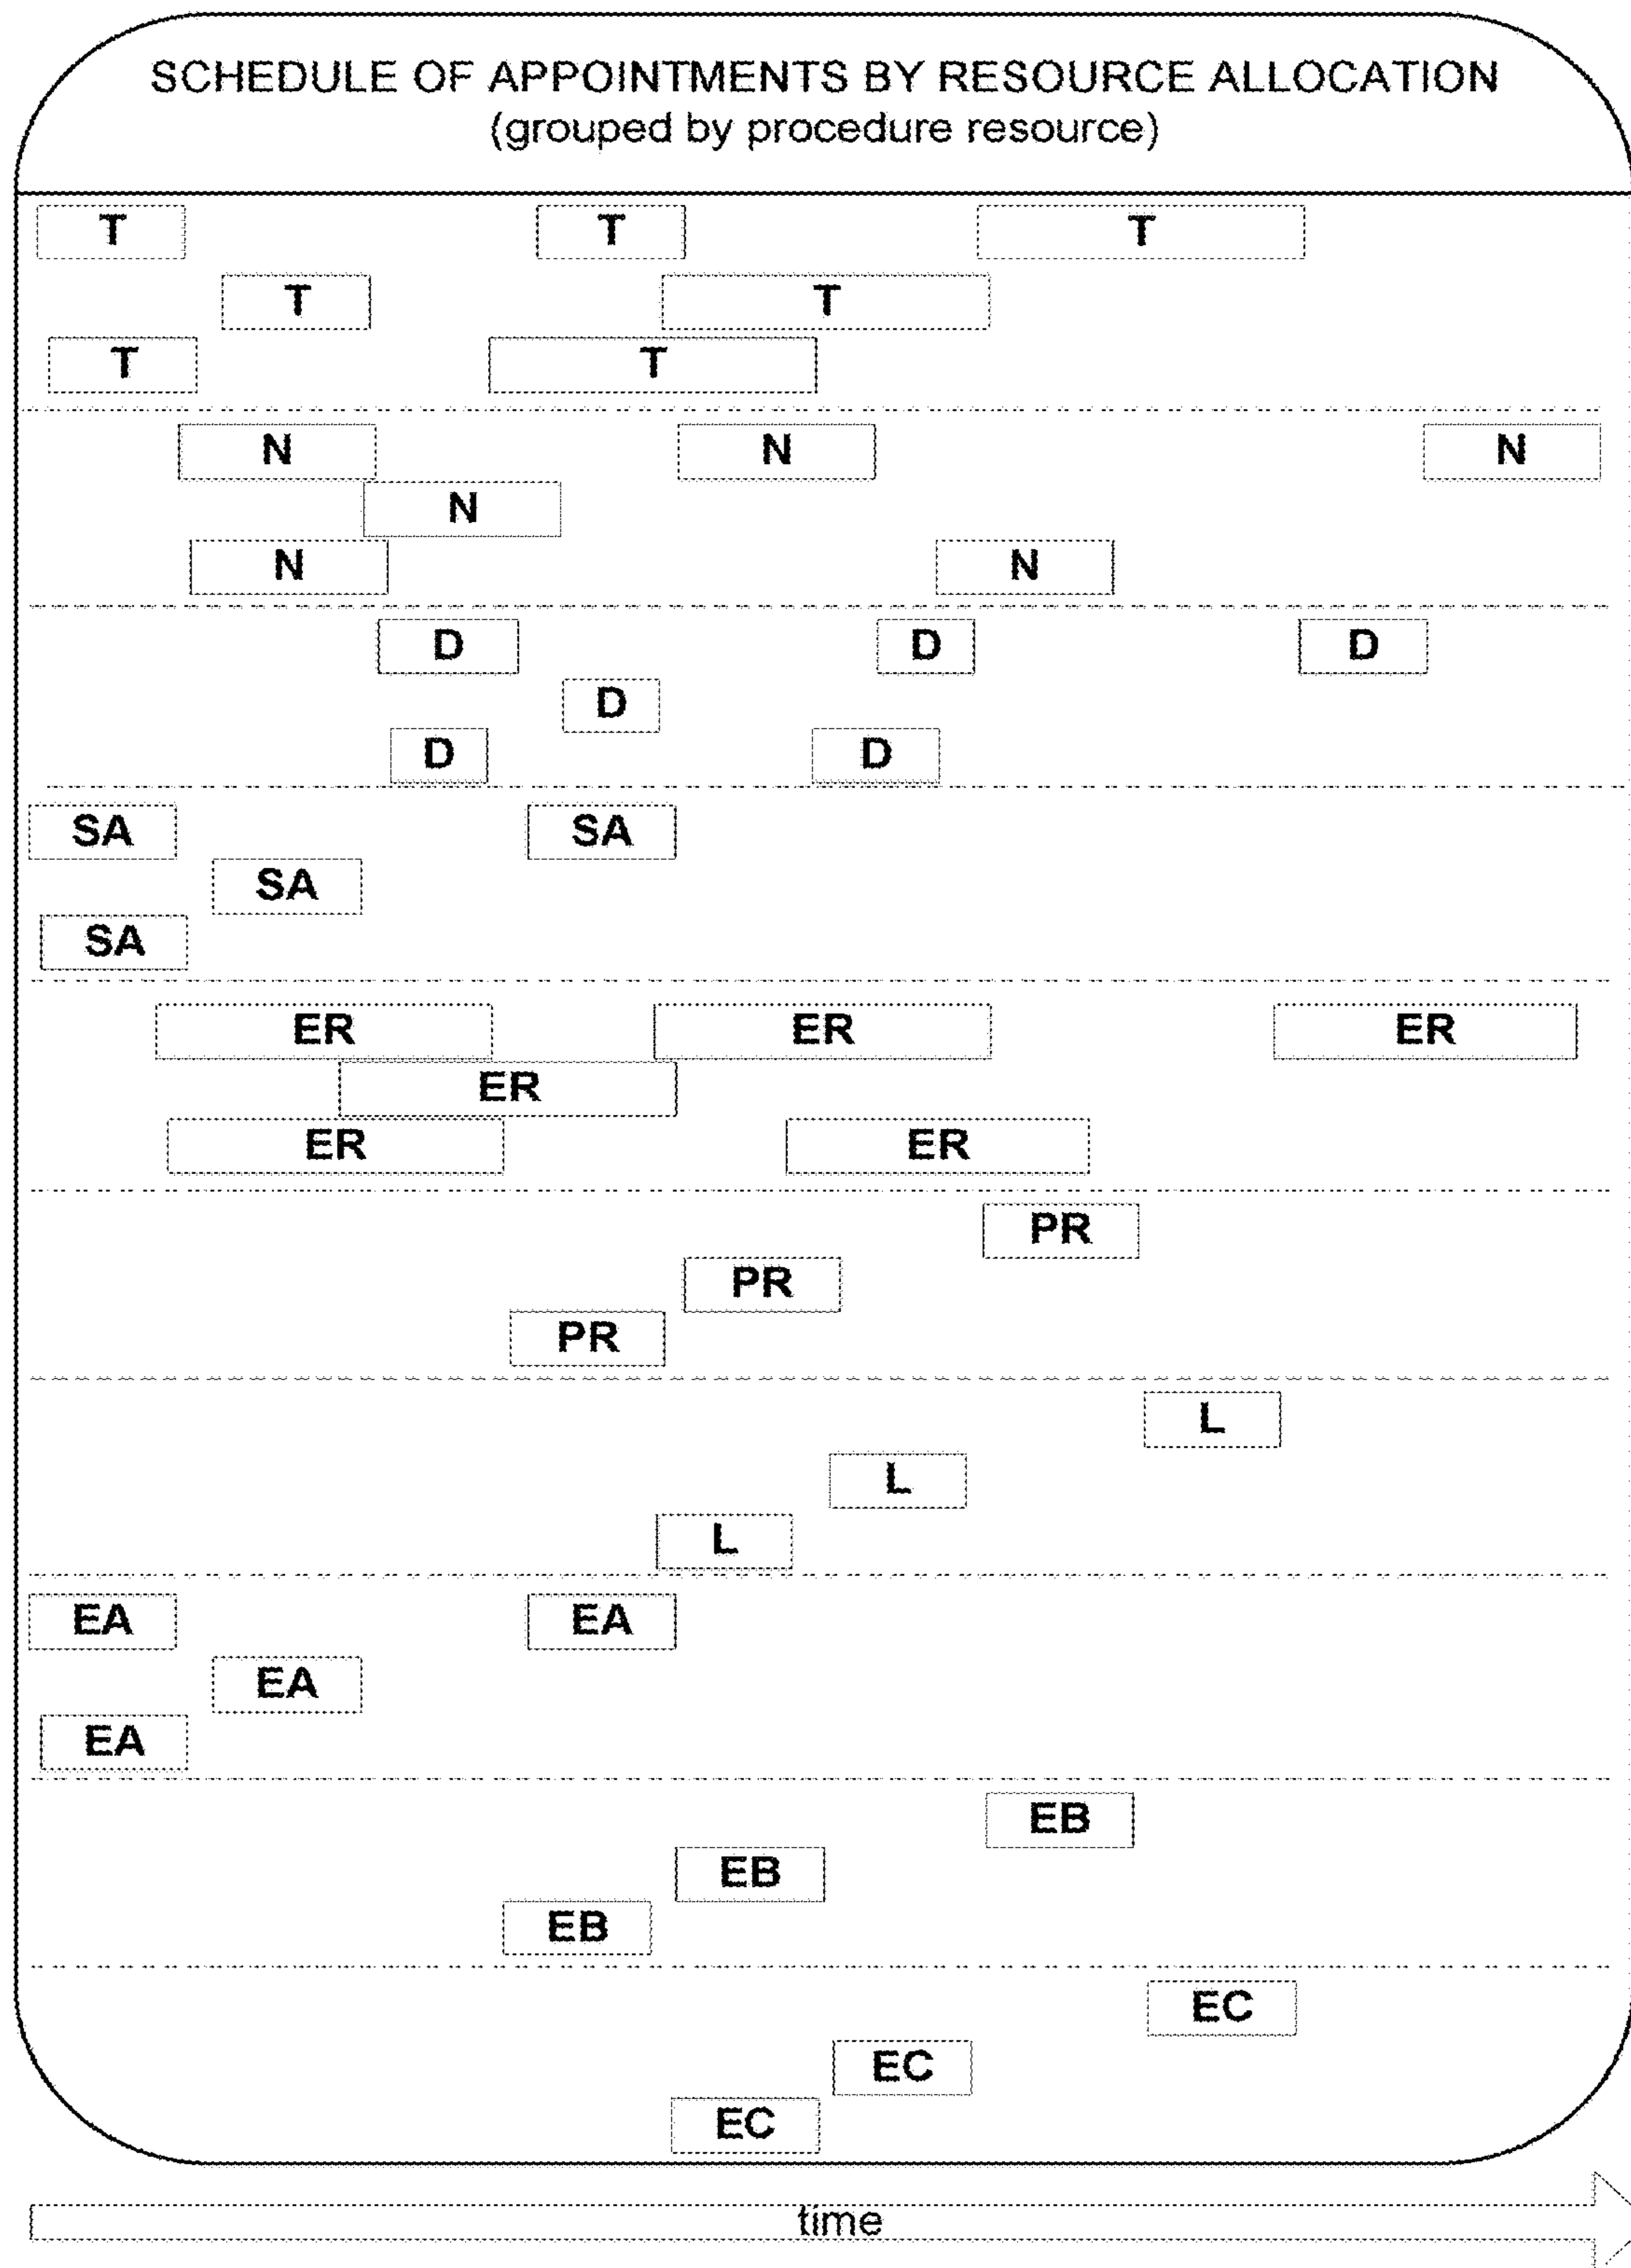 SCHEDULE OF APPOINTMENTS BY RESOURCE ALLOCATION
(grouped by procedure resource)
T T T
T T
T T
N N N
N
N N
D D D
D
D D
SA SA
SA
SA
ER ER ER
ER
ER ER
PR
PR
PR
L
L
L
EA EA
EA
EA
EB
EB
EB
EC
EC
EC
time